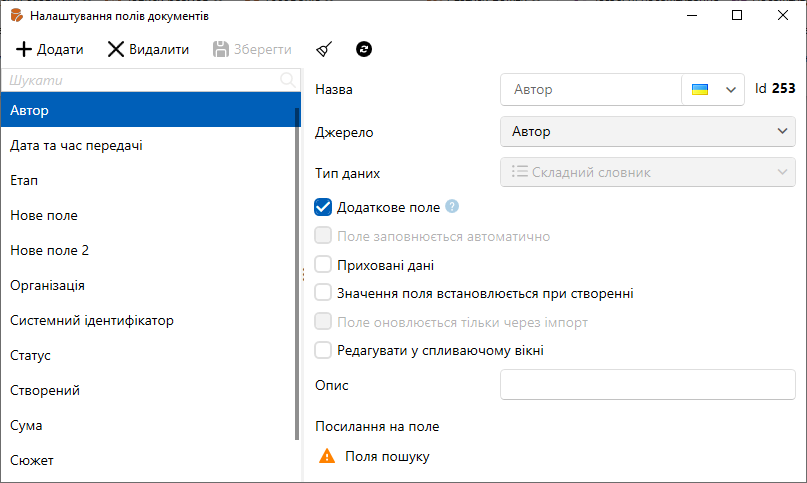 Налаштування полів документів
Додати Видалити Зберегти
Шукати
Автор
Дата та час передачі
Етап
Нове поле
Нове поле 2
Організація
Системний ідентифікатор
Статус
Створений
Сума
Сюжет
Назва Автор Id 253
Джерело Автор
Тип даних Складний словник
Додаткове поле ?
Поле заповнюється автоматично
Приховані дані
Значення поля встановлюється при створенні
Поле оновлюється тільки через імпорт
Редагувати у спливаючому вікні
Опис
Посилання на поле
Поля пошуку